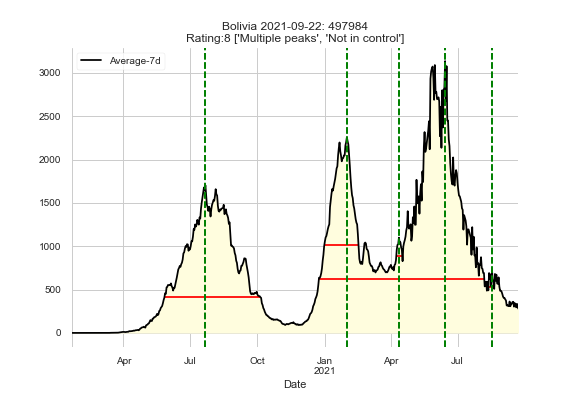 Bolivia 2021-09-22: 497984
Rating:8 ['Multiple peaks', 'Not in control']
Average-7d
3000
2500
2000
1500
1000
500
0
Apr
Jul
Oct
Jan
2021
Apr
Jul
Date